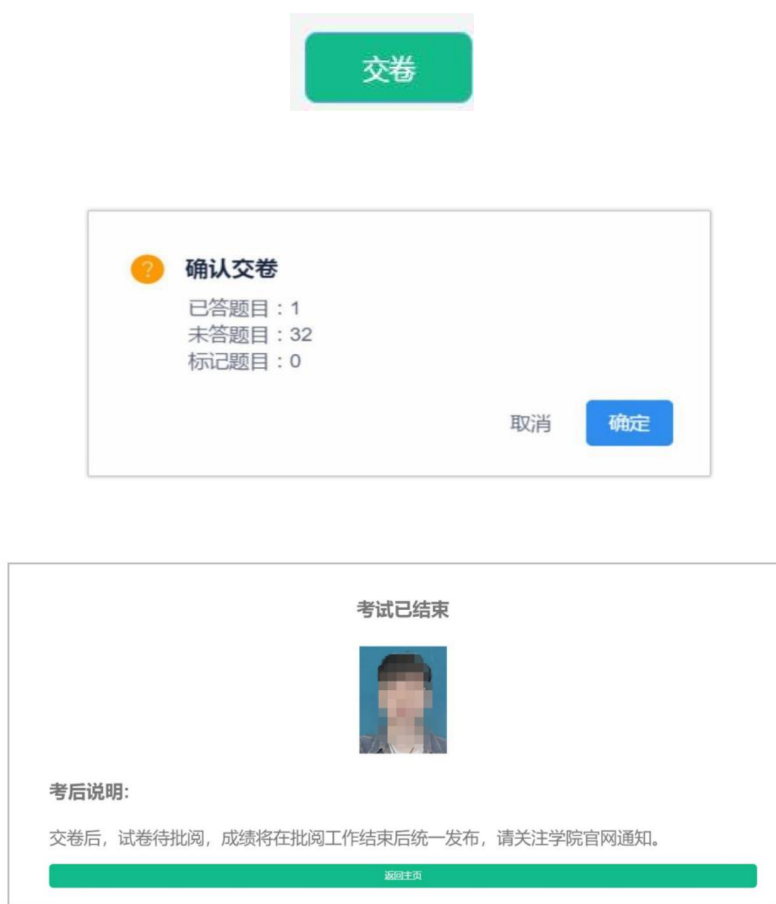 交卷
?
确认交卷
已答题目：1
未答题目：32
标记题目：0
取消 确定
考试已结束
考后说明:
交卷后，试卷待批阅，成绩将在批阅工作结束后统一发布，请关注学院官网通知。
返回主页